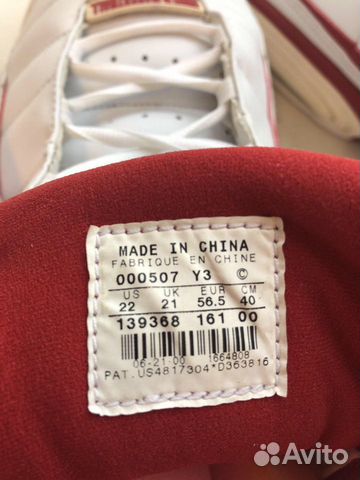 MADE IN CHINA
FABRIQUE EN CHINE
000507 Y3 ©
US UK EUR CM
22 21 56.5 40
139368 161 00
06-21-00 1664808
PAT.US4817304*D363816
Avito